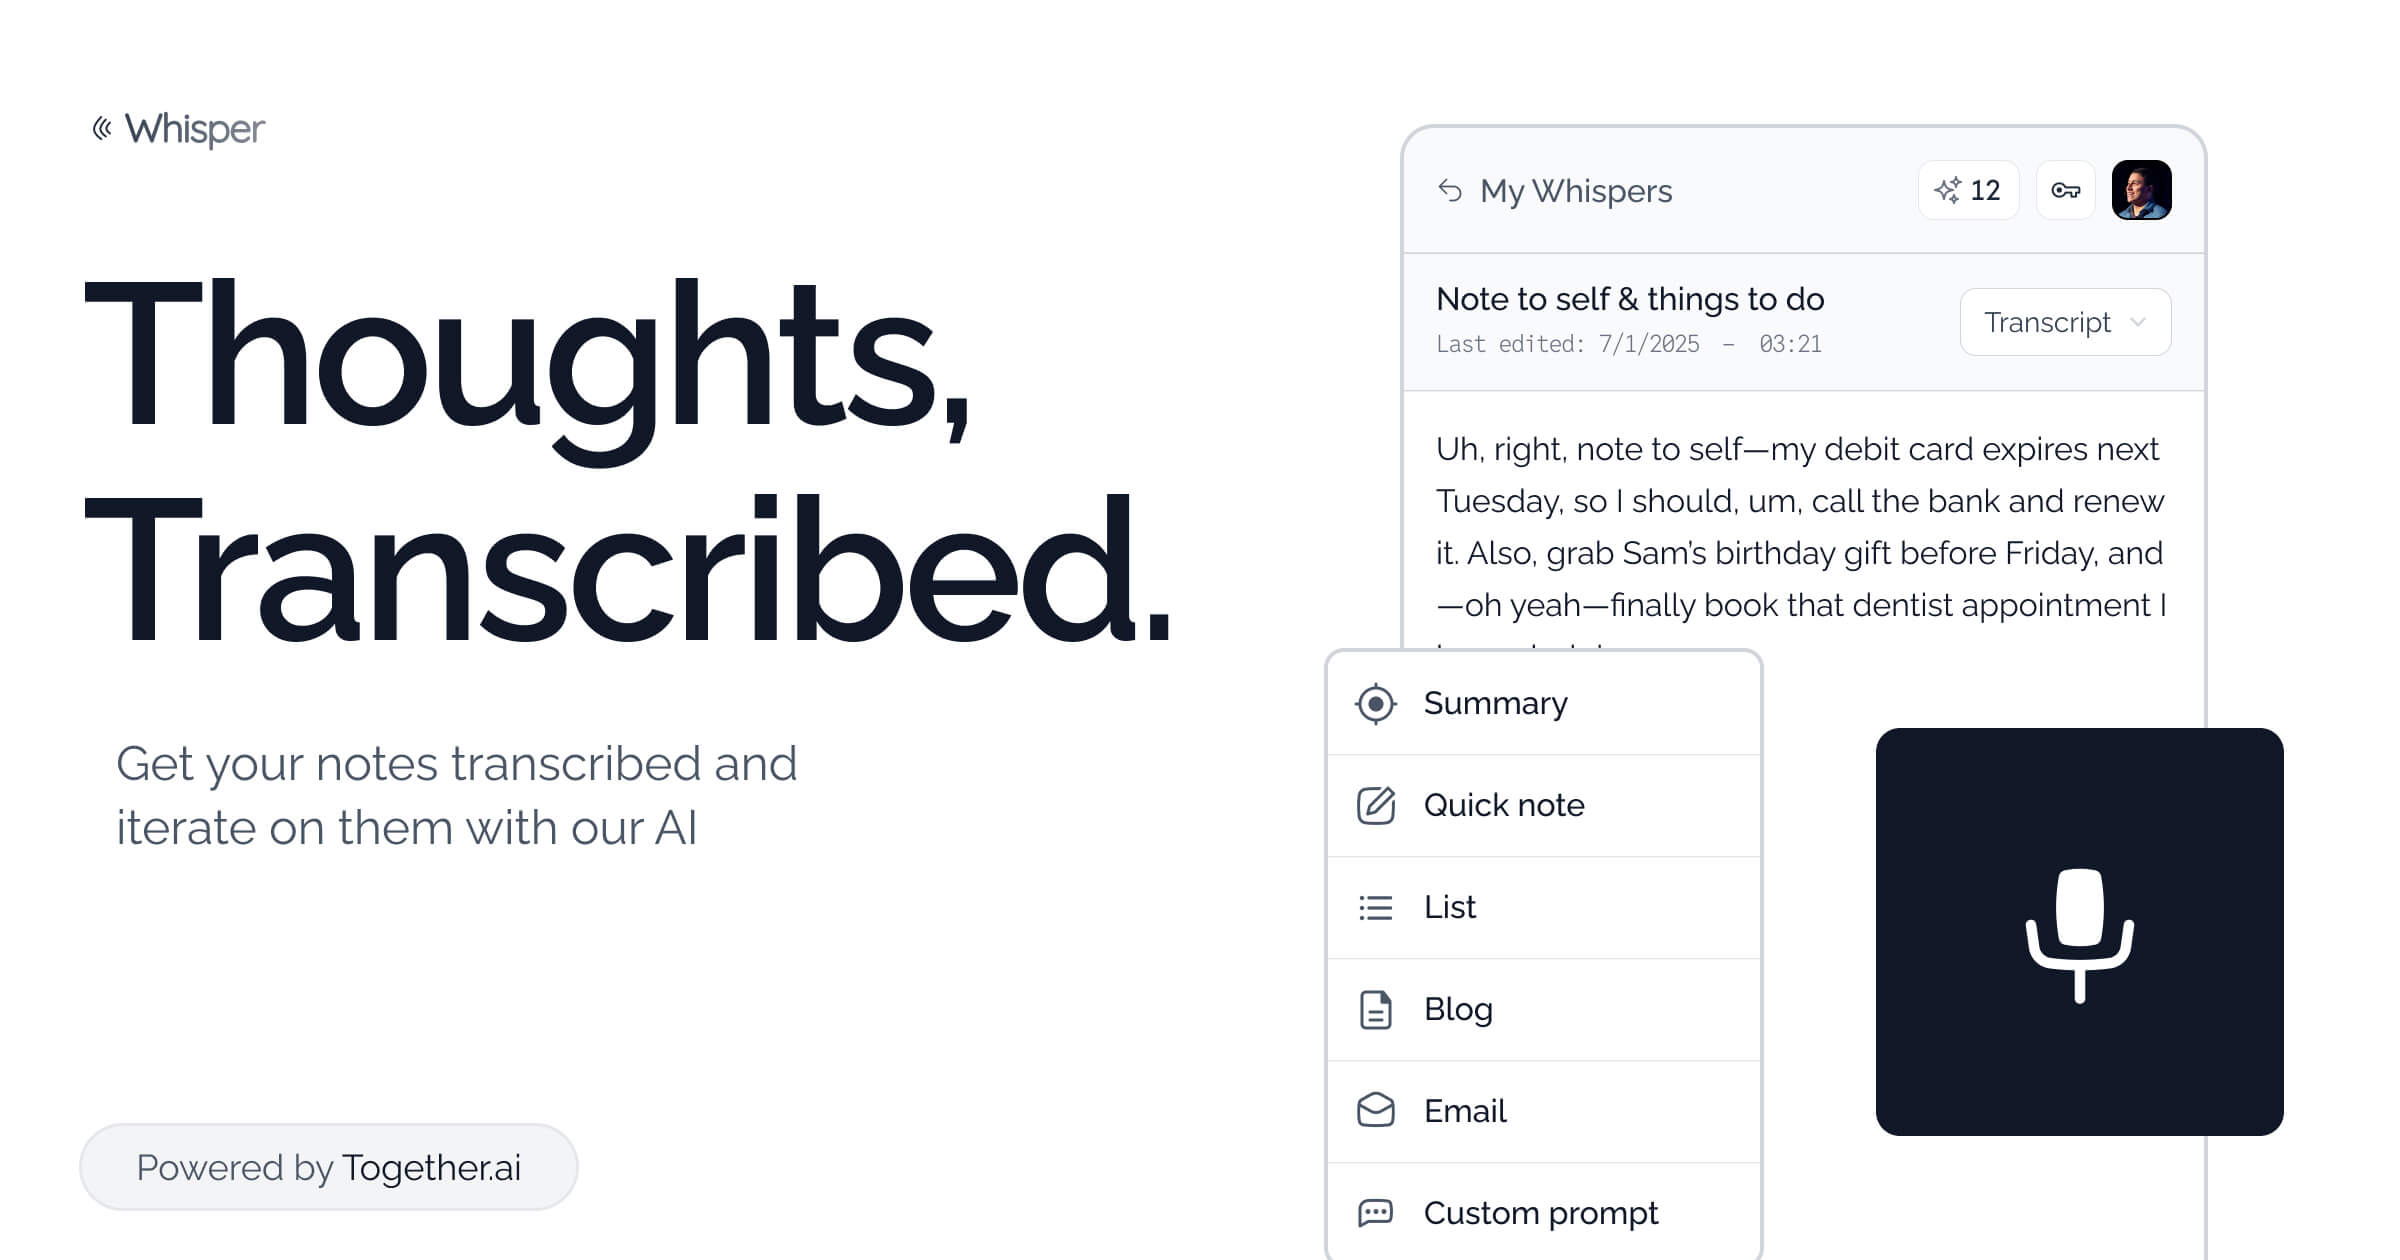 Whisper
Thoughts,
Transcribed.
Get your notes transcribed and
iterate on them with our AI
Powered by Together.ai
My Whispers
12
Note to self & things to do
Last edited: 7/1/2025 – 03:21
Transcript
Uh, right, note to self—my debit card expires next
Tuesday, so I should, um, call the bank and renew
it. Also, grab Sam's birthday gift before Friday, and
—oh yeah—finally book that dentist appointment I
Summary
Quick note
List
Blog
Email
Custom prompt